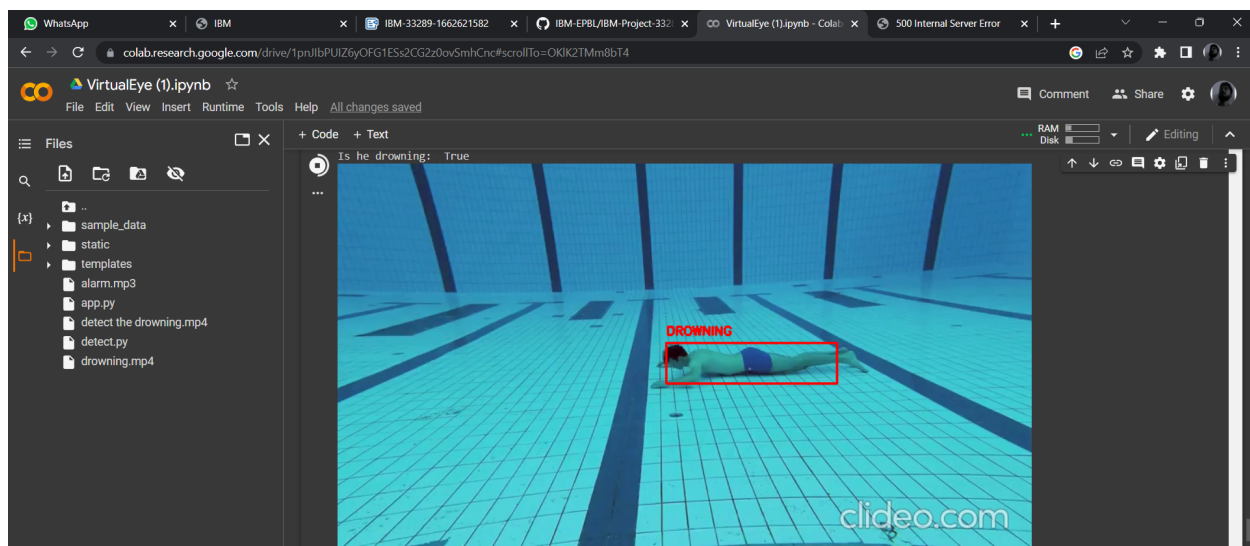 WhatsApp
IBM
IBM-33289-1662621582
IBM-EPBL/IBM-Project-332
VirtualEye (1).ipynb - Colab
500 Internal Server Error
colab.research.google.com/drive/1pnJIbPUIZ6yOFG1ESs2CG2z0ovSmhCnc#scrollTo=OKlK2TMm8bT4
VirtualEye (1).ipynb
File Edit View Insert Runtime Tools Help All changes saved
Comment Share
Files
+ Code + Text
RAM
Disk
Editing
{x}
..
sample_data
static
templates
alarm.mp3
app.py
detect the drowning.mp4
detect.py
drowning.mp4
Is he drowning: True
DROWNING
clideo.com